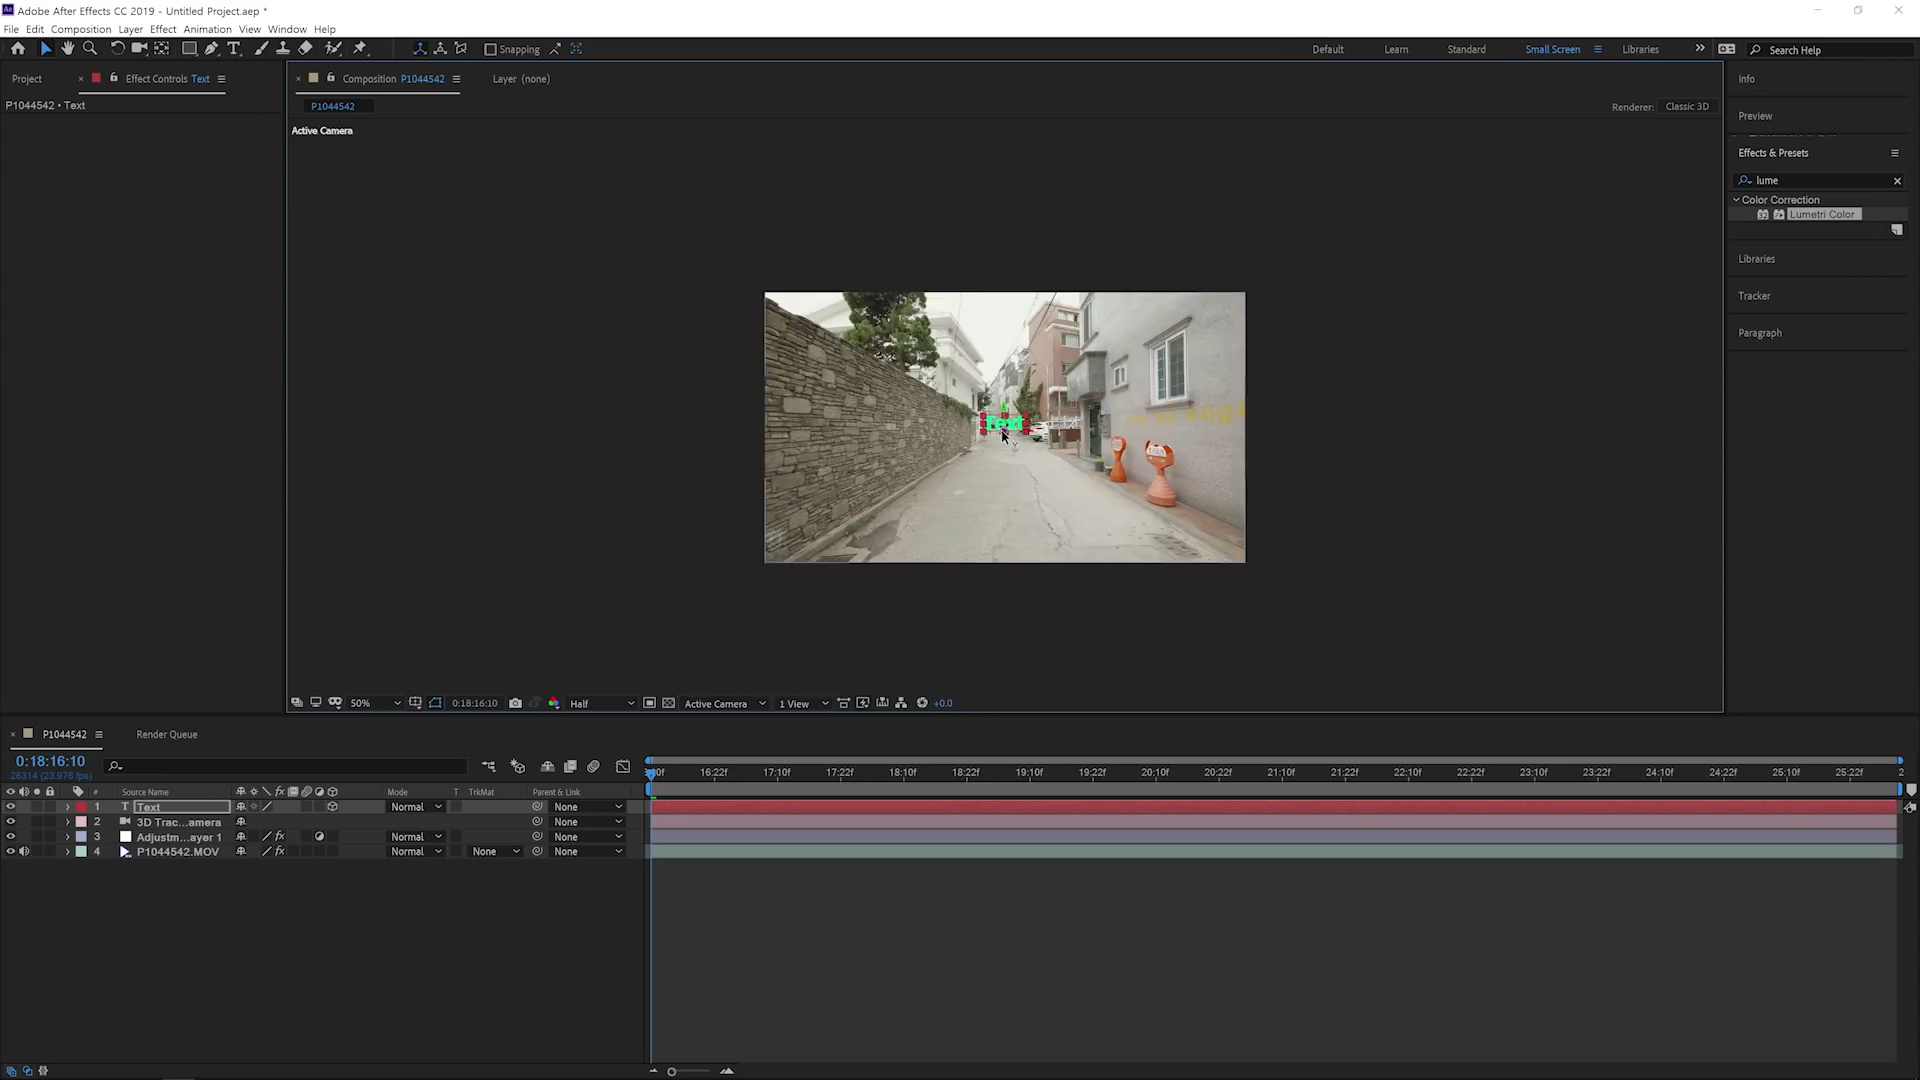 Adobe After Effects CC 2019 - Untitled Project.aep *
File Edit Composition Layer Effect Animation View Window Help
Snapping
Default Learn Standard Small Screen Libraries
Search Help
Project
Effect Controls Text
Composition P1044542
Layer (none)
Info
P1044542 • Text
P1044542
Renderer: Classic 3D
Preview
Active Camera
Effects & Presets
lume
Color Correction
Lumetri Color
Libraries
Tracker
Paragraph
Text
50% 0:18:16:10 Half Active Camera 1 View +0.0
P1044542
Render Queue
0:18:16:10
26314 (23.976 fps)
16:22f 17:10f 17:22f 18:10f 18:22f 19:10f 19:22f 20:10f 20:22f 21:10f 21:22f 22:10f 22:22f 23:10f 23:22f 24:10f 24:22f 25:10f 25:22f 2
# Source Name fx Mode T TrkMat Parent & Link
1 T Text Normal None
2 3D Trac...amera None
3 Adjustm...ayer 1 fx Normal None
4 P1044542.MOV fx Normal None None